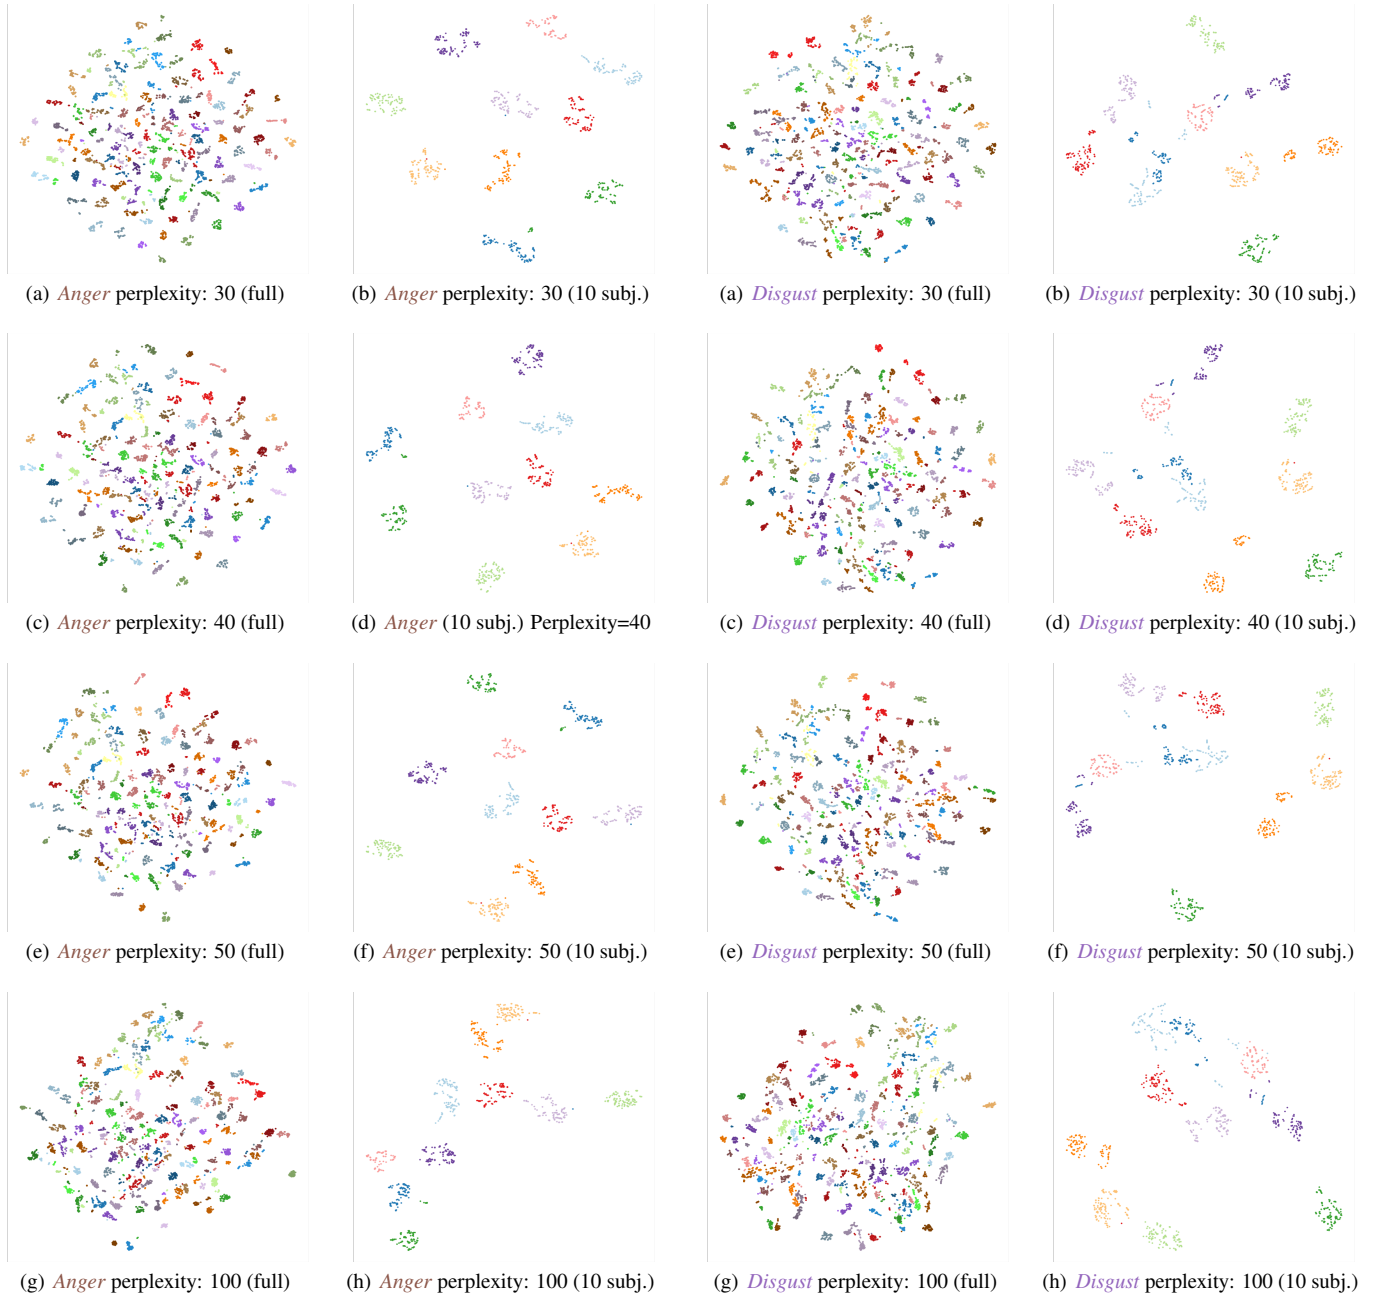 (a) Anger perplexity: 30 (full)
(b) Anger perplexity: 30 (10 subj.)
(a) Disgust perplexity: 30 (full)
(b) Disgust perplexity: 30 (10 subj.)
(c) Anger perplexity: 40 (full)
(d) Anger (10 subj.) Perplexity=40
(c) Disgust perplexity: 40 (full)
(d) Disgust perplexity: 40 (10 subj.)
(e) Anger perplexity: 50 (full)
(f) Anger perplexity: 50 (10 subj.)
(e) Disgust perplexity: 50 (full)
(f) Disgust perplexity: 50 (10 subj.)
(g) Anger perplexity: 100 (full)
(h) Anger perplexity: 100 (10 subj.)
(g) Disgust perplexity: 100 (full)
(h) Disgust perplexity: 100 (10 subj.)